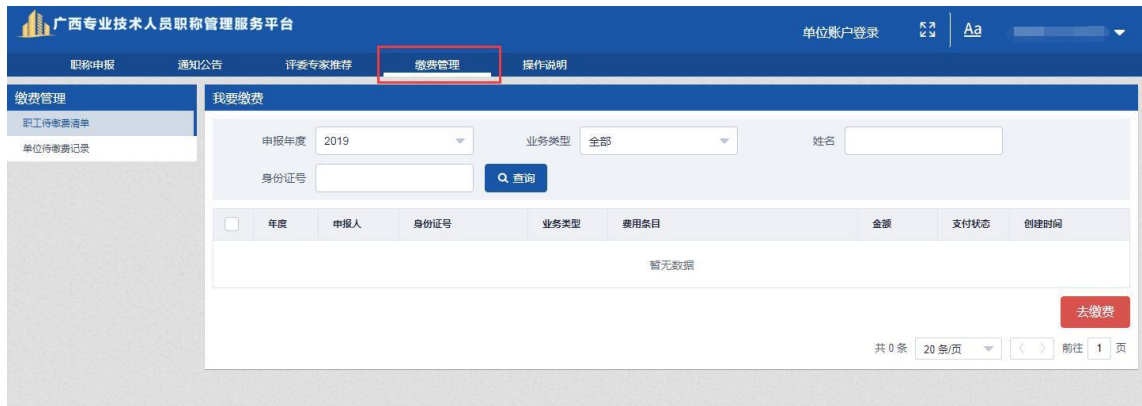 广西专业技术人员职称管理服务平台
单位账户登录 Aa
职称申报 通知公告 评委专家推荐 缴费管理 操作说明
缴费管理 我要缴费
职工待缴费清单
单位待缴费记录
申报年度 2019 业务类型 全部 姓名
身份证号 查询
年度 申报人 身份证号 业务类型 费用条目 金额 支付状态 创建时间
暂无数据
去缴费
共 0 条 20 条/页 < > 前往 1 页